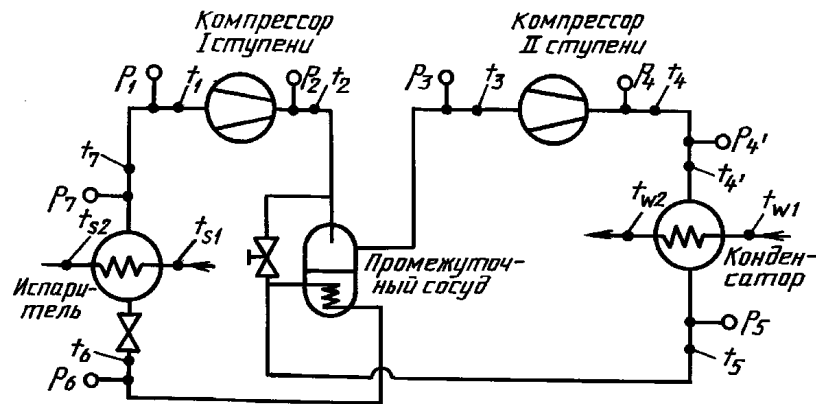 Компрессор
I ступени
Компрессор
II ступени
P1
t1
P2
t2
P3
t3
P4
t4
P4'
t4'
t7
P7
ts2
ts1
tw2
tw1
Испари-
тель
Промежуточ-
ный сосуд
Конден-
сатор
t6
P6
P5
t5